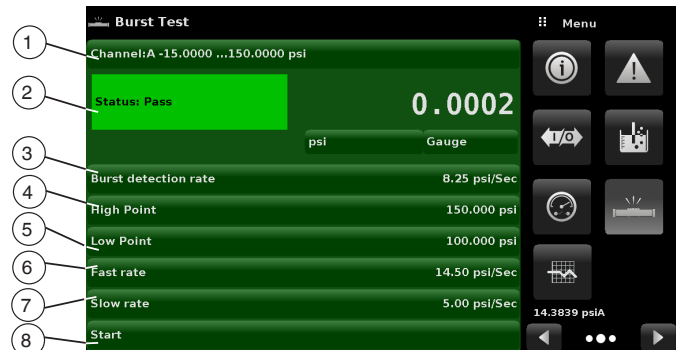 Burst Test
Menu
1
Channel:A -15.0000 ...150.0000 psi
2
Status: Pass
0.0002
psi
Gauge
I/O
3
Burst detection rate 8.25 psi/Sec
4
High Point 150.000 psi
5
Low Point 100.000 psi
6
Fast rate 14.50 psi/Sec
7
Slow rate 5.00 psi/Sec
14.3839 psiA
8
Start